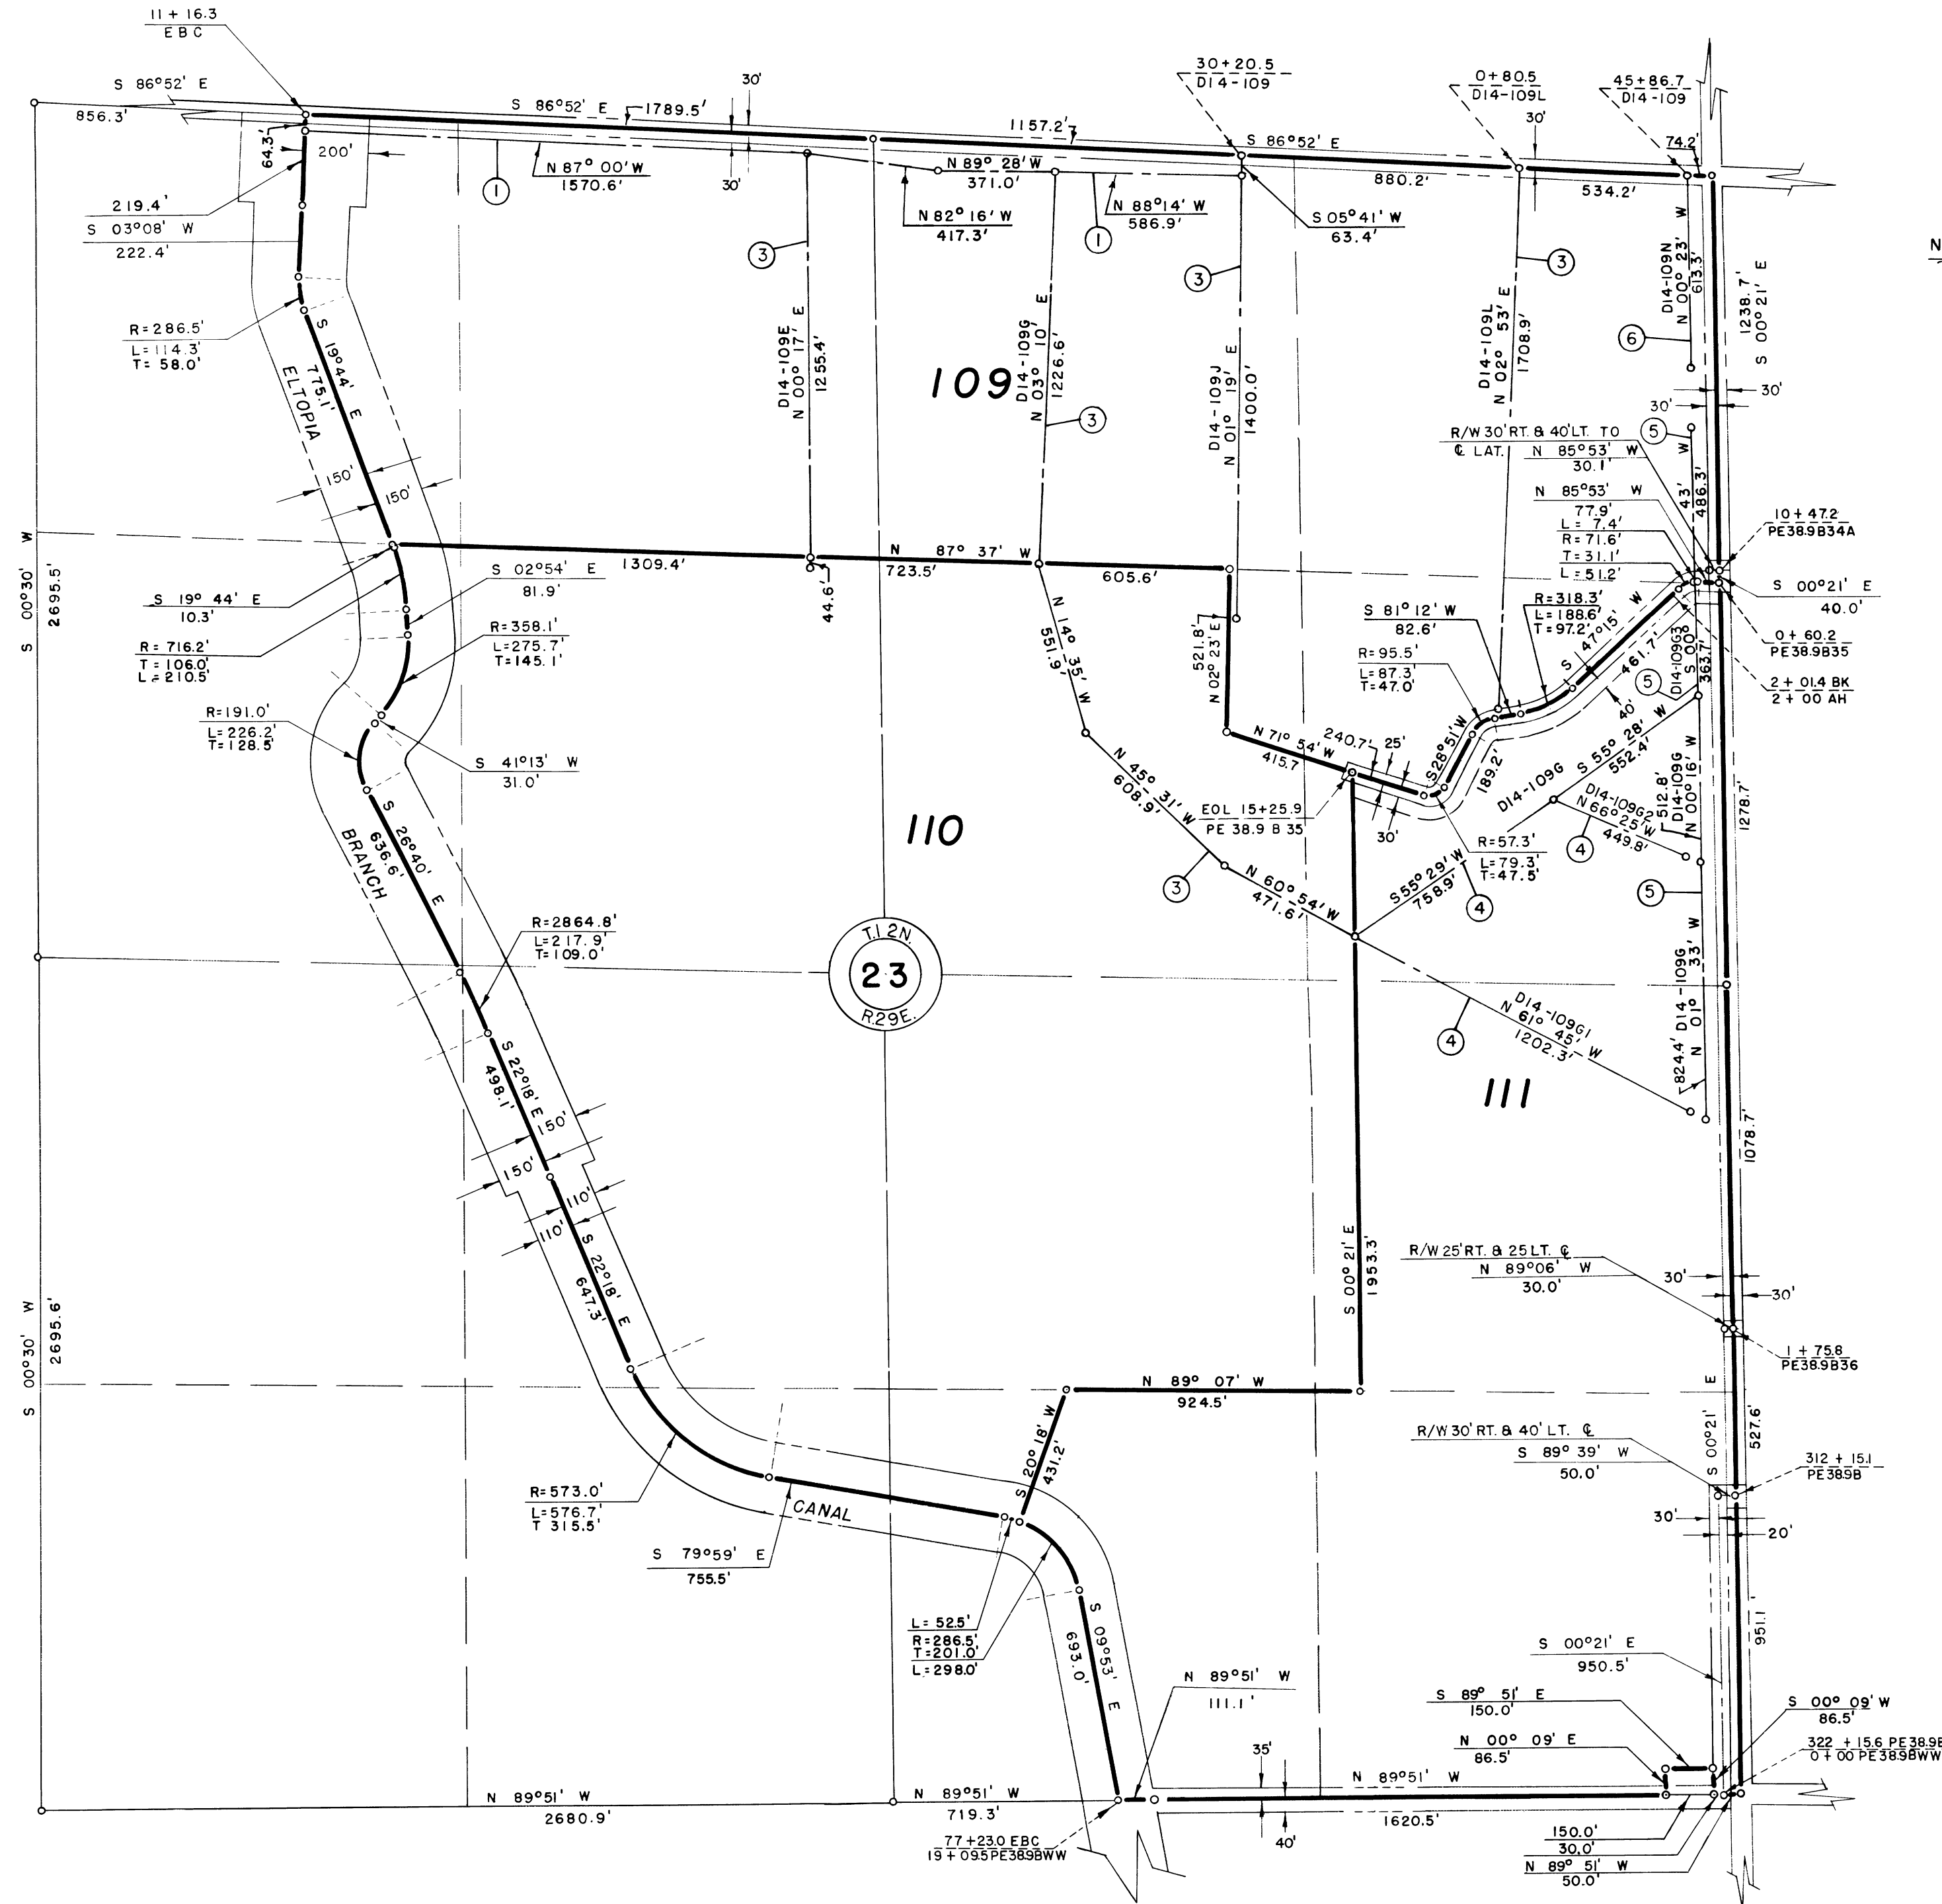 11 + 16.3
EBC
S 86°52' E
856.3'
64.3'
200'
30'
S 86°52' E
1789.5'
30'
N 87° 00' W
1570.6'
1
1157.2'
30+20.5
D14-109
0+80.5
D14-109L
45+86.7
D14-109
74.2'
30'
S 86°52' E
880.2'
534.2'
N 89° 28' W
371.0'
N 82° 16' W
417.3'
N 88°14' W
586.9'
1
S 05°41' W
63.4'
219.4'
S 03°08' W
222.4'
3
3
3
D14-109N
N 00° 23' W
613.3'
1238.7'
S 00°21' E
6
N
R=286.5'
L=114.3'
T= 58.0'
S 19°44' E
775.1'
ELTOPIA
150'
150'
D14-109E
N 00° 17' E
1255.4'
109
D14-109G
N 03° 10' E
1226.6'
3
D14-109J
N 01° 19' E
1400.0'
D14-109L
N 02° 53' E
1708.9'
30'
30'
5
R/W 30' RT. & 40' LT. TO
℄ LAT.
N 85°53' W
30.1'
N 85°53' W
77.9'
L= 7.4'
R=71.6'
T=31.1'
L=51.2'
D14-109G3
S 00° 43' W
486.3'
363.7'
10+47.2
PE38.9B34A
S 00°21' E
40.0'
0+60.2
PE38.9B35
2+01.4 BK
2+00 AH
S 00°30' W
2695.5'
S 19° 44' E
10.3'
1309.4'
N 87° 37' W
723.5'
605.6'
44.6'
S 02°54' E
81.9'
R= 716.2'
T= 106.0'
L= 210.5'
R=358.1'
L=275.7'
T=145.1'
R=191.0'
L=226.2'
T=128.5'
S 41°13' W
31.0'
N 14° 35' W
551.9'
521.8'
N 02° 23' E
S 81°12' W
82.6'
R=318.3'
L=188.6'
T=97.2'
S 47°15' W
461.7'
R=95.5'
L=87.3'
T=47.0'
40'
5
N 71° 54' W
415.7
240.7'
25'
S28°51'W
189.2'
30'
EOL 15+25.9
PE 38.9 B 35
R=57.3'
L=79.3'
T=47.5'
D14-109G
S 55° 28' W
552.4'
D14-109G2
N 66° 25' W
449.8'
4
512.8'
D14-109G
N 00°16' W
1278.7'
S 26°40' E
636.6'
BRANCH
110
N 45° 31' W
608.9'
3
N 60° 54' W
471.6'
S 55° 29' W
758.9'
4
5
R=2864.8'
L=217.9'
T=109.0'
T.12N.
23
R.29E.
D14-109G1
N 61° 45' W
1202.3'
4
824.4'
D14-109G
N 01° 33' W
111
S 22°18' E
498.1'
150'
150'
110'
110'
1078.7'
S 22°18' E
647.3'
S 00° 21' E
1953.3'
R/W 25' RT. & 25 LT. ℄
N 89°06' W
30.0'
30'
30'
1+75.8
PE38.9B36
S 00°30' W
2695.6'
N 89° 07' W
924.5'
S 20° 18' W
431.2'
S 00°21' E
527.6'
R/W 30' RT. & 40' LT. ℄
S 89° 39' W
50.0'
312 + 15.1
PE38.9B
30'
20'
R=573.0'
L=576.7'
T 315.5'
CANAL
S 79°59' E
755.5'
L= 52.5'
R=286.5'
T=201.0'
L=298.0'
S 09°53' E
693.0'
951.1'
S 00°21' E
950.5'
N 89°51' W
111.1'
S 89° 51' E
150.0'
S 00° 09' W
86.5'
N 00° 09' E
86.5'
322 + 15.6 PE38.9B
0+00 PE38.9BWW
35'
N 89°51' W
N 89°51' W
2680.9'
N 89°51' W
719.3'
77+23.0 EBC
19+09.5 PE38.9BWW
40'
1620.5'
150.0'
30.0'
N 89° 51' W
50.0'